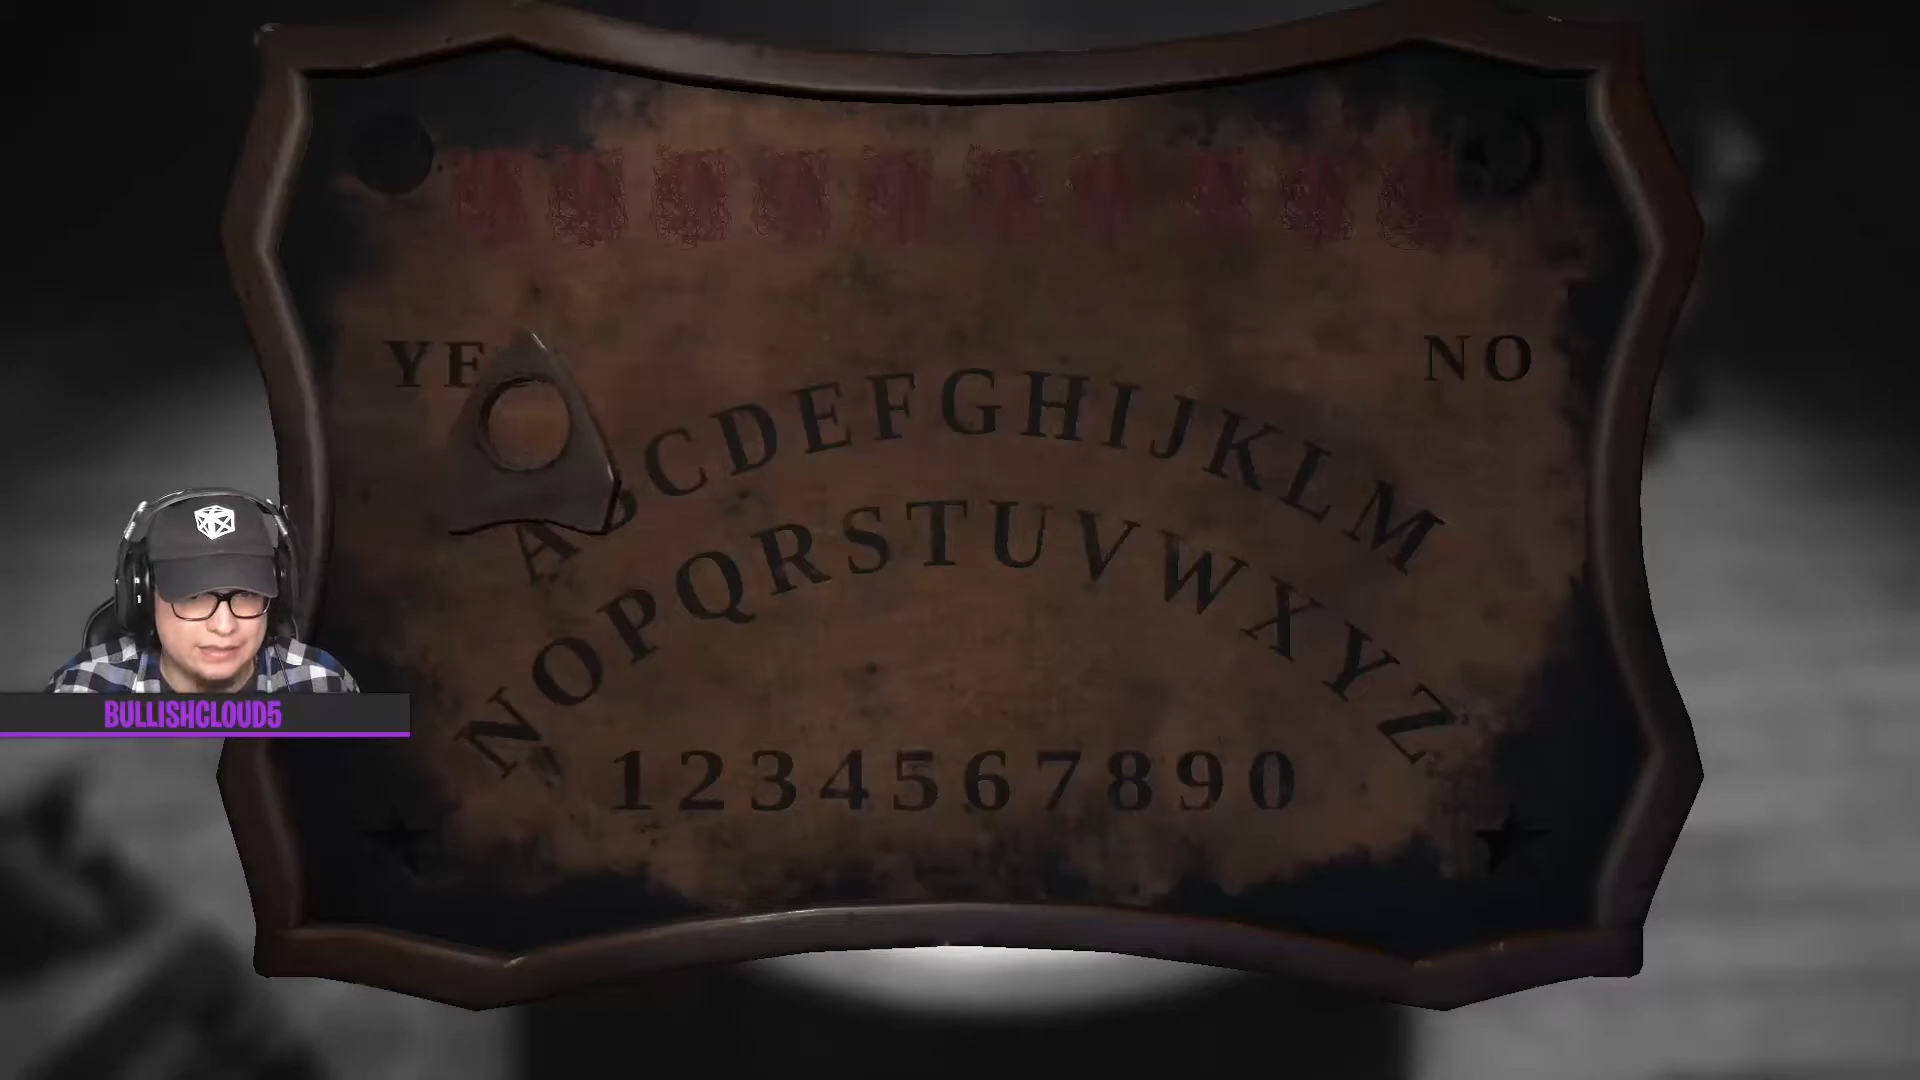 YE NO
ABCDEFGHIJKLM
NOPQRSTUVWXYZ
1234567890
BULLISHCLOUD5